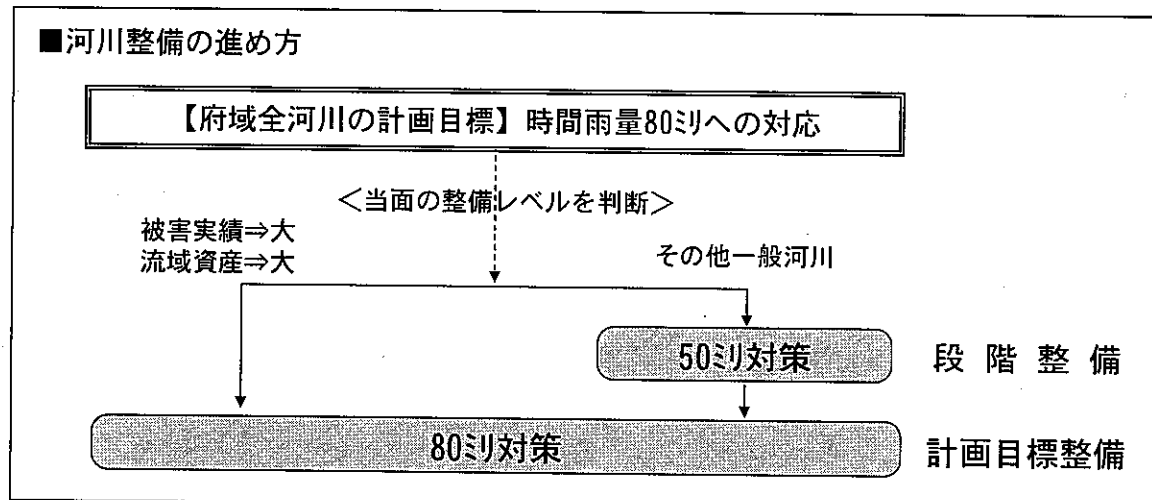 ■河川整備の進め方
【府域全河川の計画目標】時間雨量80ミリへの対応
＜当面の整備レベルを判断＞
被害実績⇒大
流域資産⇒大
その他一般河川
50ミリ対策
段階整備
80ミリ対策
計画目標整備